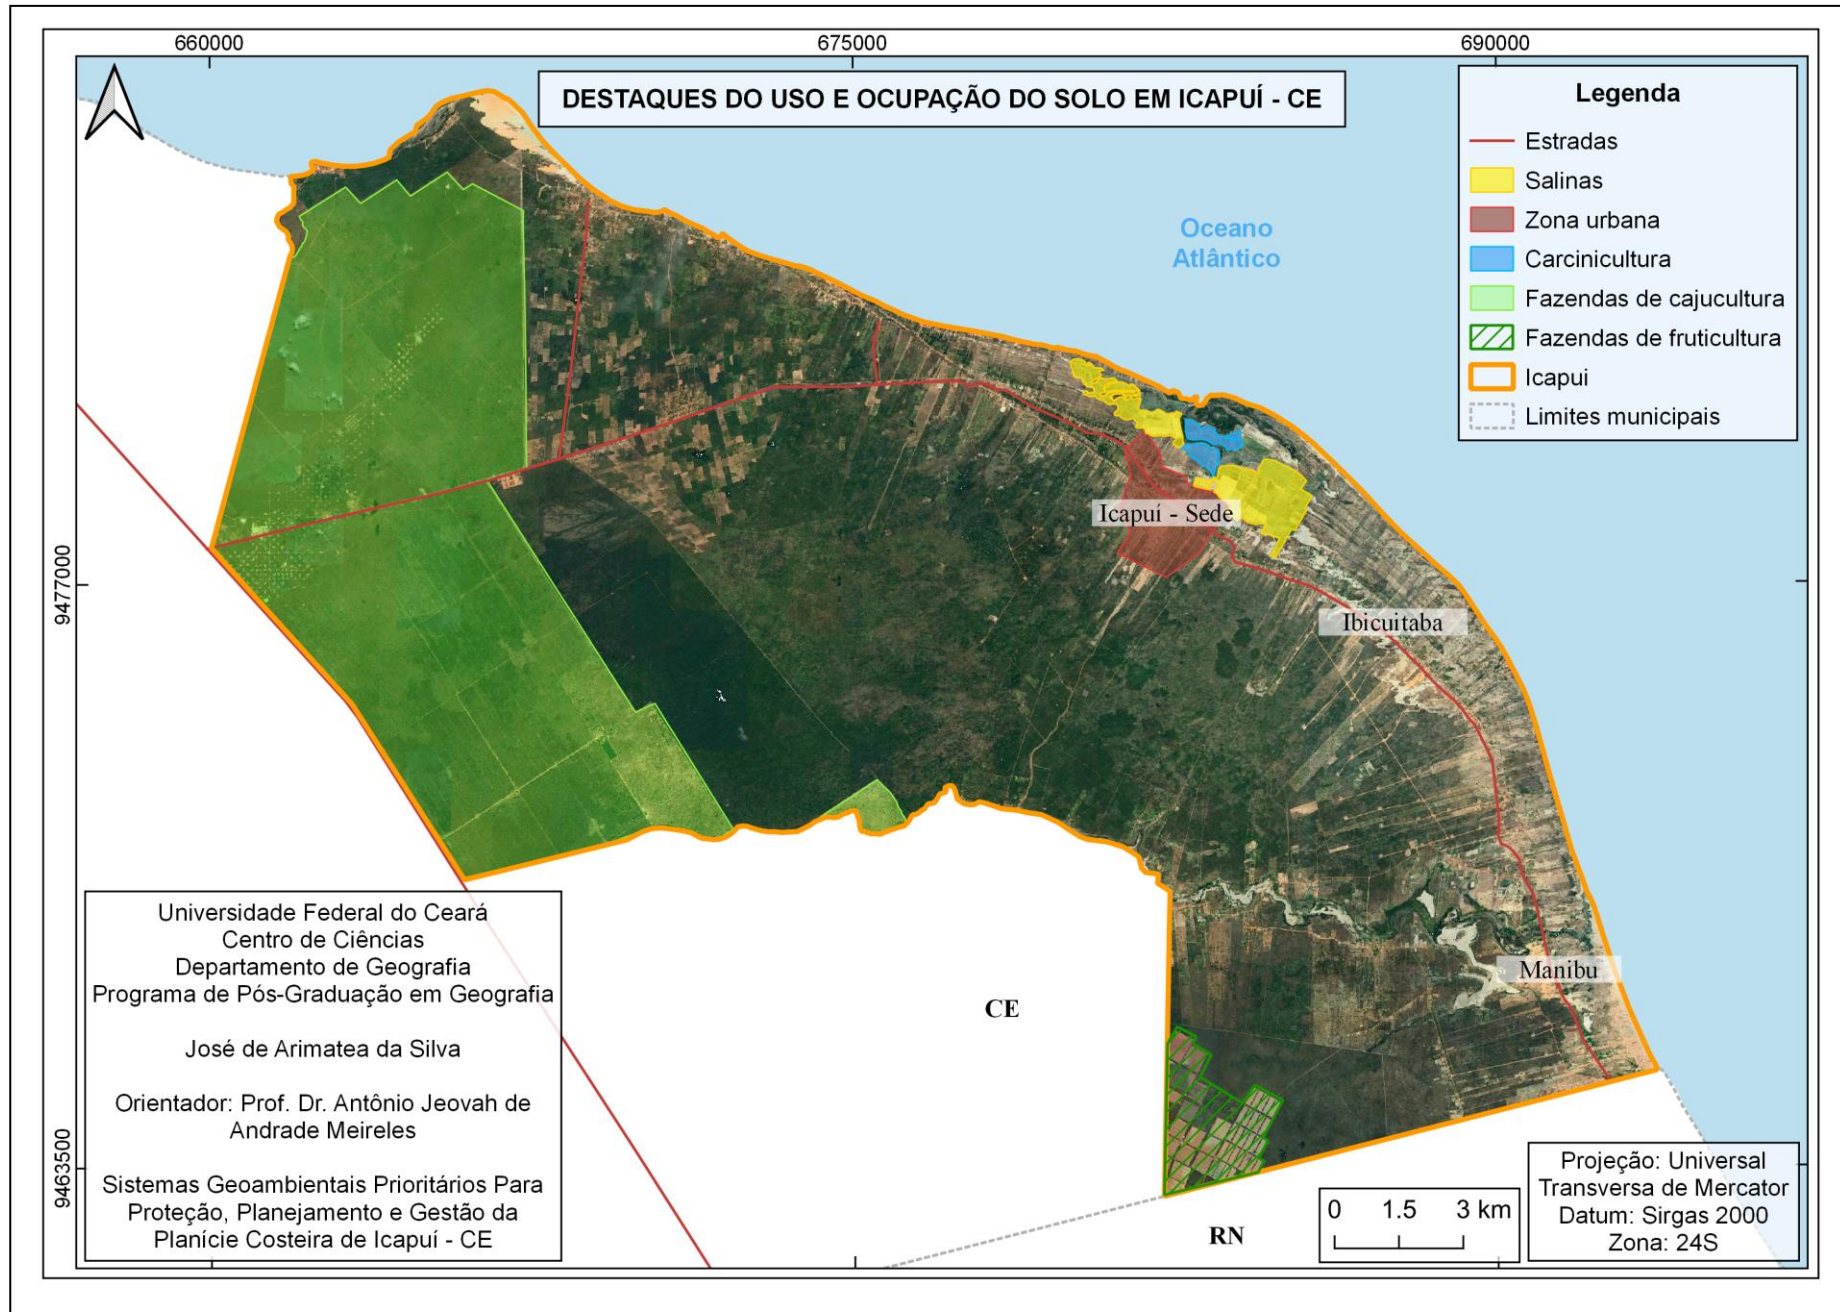 660000
675000
690000
DESTAQUES DO USO E OCUPAÇÃO DO SOLO EM ICAPUÍ - CE
Legenda
Estradas
Salinas
Zona urbana
Carcinicultura
Fazendas de cajucultura
Fazendas de fruticultura
Icapui
Limites municipais
Oceano
Atlântico
Icapuí - Sede
Ibicuitaba
Manibu
9477000
9463500
CE
RN
Universidade Federal do Ceará
Centro de Ciências
Departamento de Geografia
Programa de Pós-Graduação em Geografia
José de Arimatea da Silva
Orientador: Prof. Dr. Antônio Jeovah de
Andrade Meireles
Sistemas Geoambientais Prioritários Para
Proteção, Planejamento e Gestão da
Planície Costeira de Icapuí - CE
0 1.5 3 km
Projeção: Universal
Transversa de Mercator
Datum: Sirgas 2000
Zona: 24S